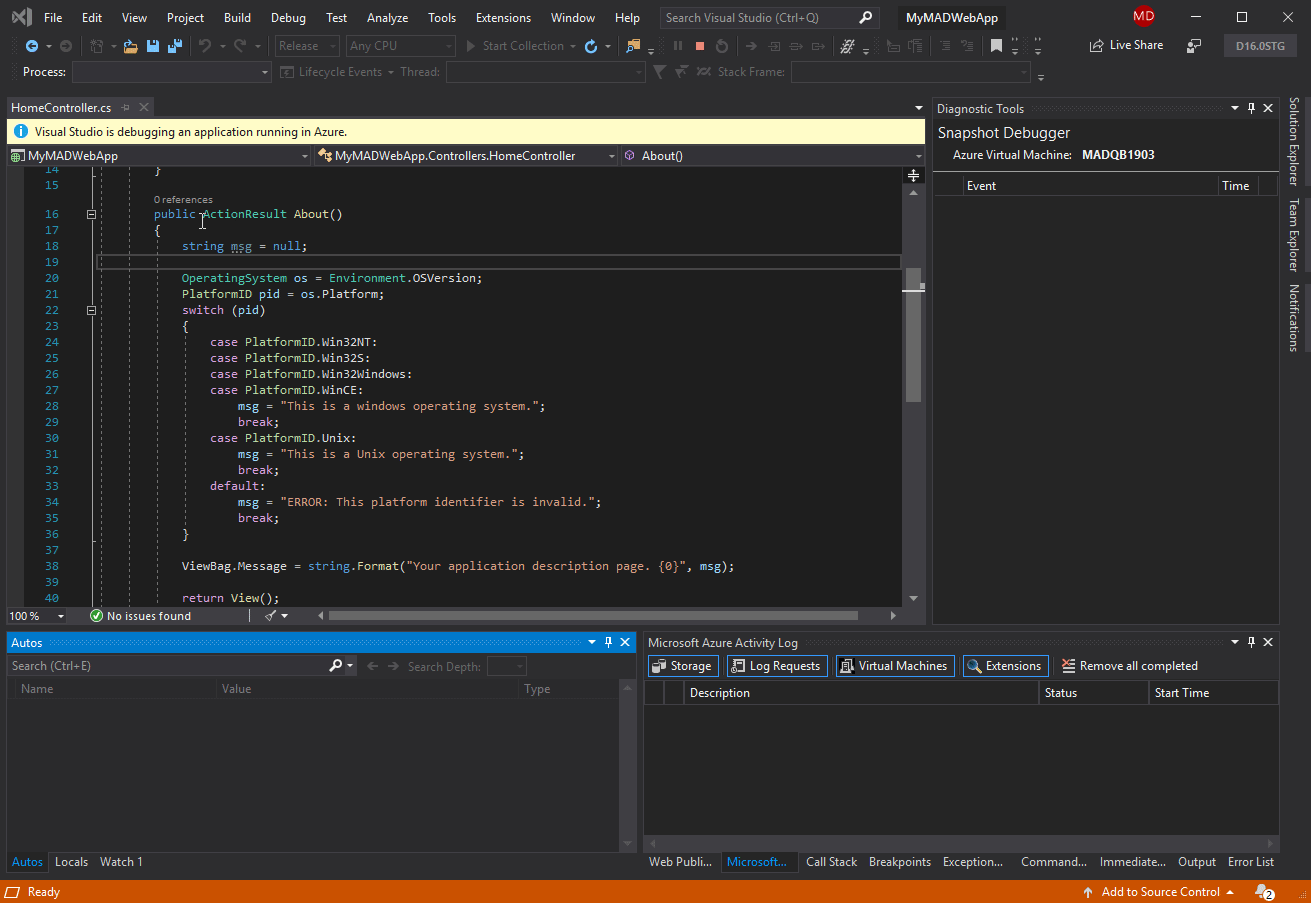 File Edit View Project Build Debug Test Analyze Tools Extensions Window Help Search Visual Studio (Ctrl+Q) MyMADWebApp MD
Release Any CPU Start Collection Live Share D16.0STG
Process: Lifecycle Events Thread: Stack Frame:
HomeController.cs
Visual Studio is debugging an application running in Azure.
MyMADWebApp MyMADWebApp.Controllers.HomeController About()
14 }
15
0 references
16 public ActionResult About()
17 {
18 string msg = null;
19
20 OperatingSystem os = Environment.OSVersion;
21 PlatformID pid = os.Platform;
22 switch (pid)
23 {
24 case PlatformID.Win32NT:
25 case PlatformID.Win32S:
26 case PlatformID.Win32Windows:
27 case PlatformID.WinCE:
28 msg = "This is a windows operating system.";
29 break;
30 case PlatformID.Unix:
31 msg = "This is a Unix operating system.";
32 break;
33 default:
34 msg = "ERROR: This platform identifier is invalid.";
35 break;
36 }
37
38 ViewBag.Message = string.Format("Your application description page. {0}", msg);
39
40 return View();
100 % No issues found
Diagnostic Tools
Snapshot Debugger
Azure Virtual Machine: MADQB1903
Event Time
Solution Explorer
Team Explorer
Notifications
Autos
Search (Ctrl+E) Search Depth:
Name Value Type
Autos Locals Watch 1
Microsoft Azure Activity Log
Storage Log Requests Virtual Machines Extensions Remove all completed
Description Status Start Time
Web Publi... Microsoft... Call Stack Breakpoints Exception... Command... Immediate... Output Error List
Ready Add to Source Control 2